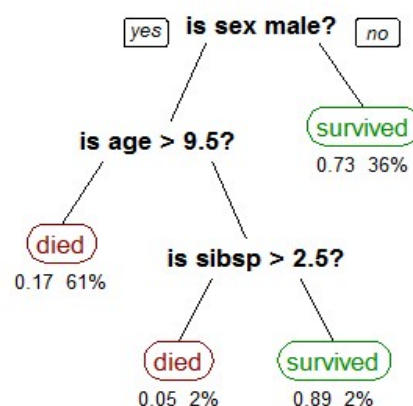 yes
is sex male?
no
is age > 9.5?
survived
0.73 36%
died
0.17 61%
is sibsp > 2.5?
died
survived
0.05 2%
0.89 2%